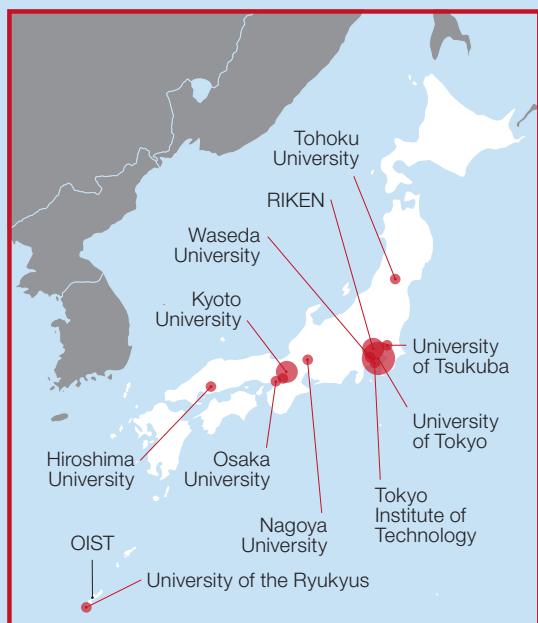 Tohoku
University
RIKEN
Waseda
University
Kyoto
University
University
of Tsukuba
University
of Tokyo
Hiroshima
University
Osaka
University
Tokyo
Institute of
Technology
Nagoya
University
OIST
University of the Ryukyus